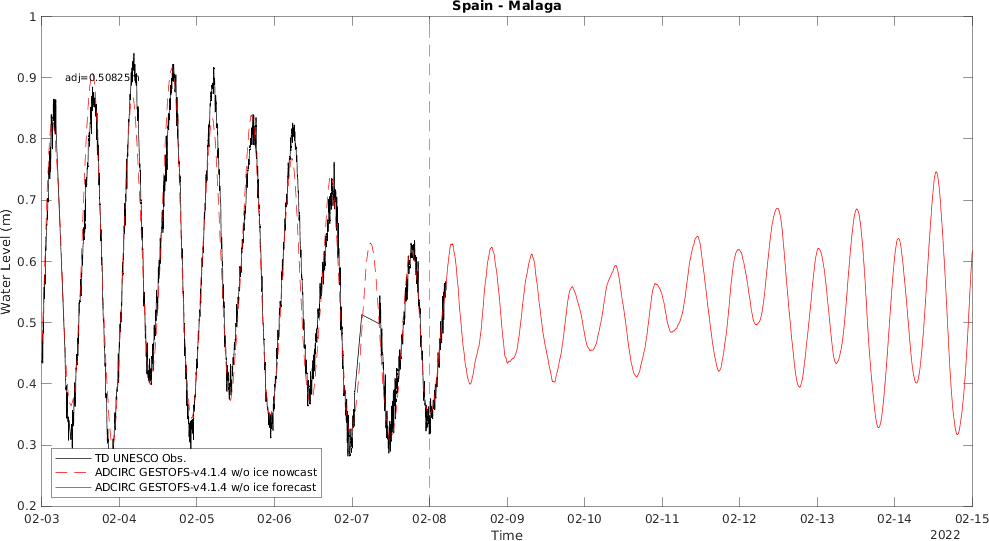 Spain - Malaga
1
0.9
0.8
0.7
0.6
0.5
0.4
0.3
0.2
Water Level (m)
adj=0.50825m
TD UNESCO Obs.
ADCIRC GESTOFS-v4.1.4 w/o ice nowcast
ADCIRC GESTOFS-v4.1.4 w/o ice forecast
02-03 02-04 02-05 02-06 02-07 02-08 02-09 02-10 02-11 02-12 02-13 02-14 02-15
Time
2022